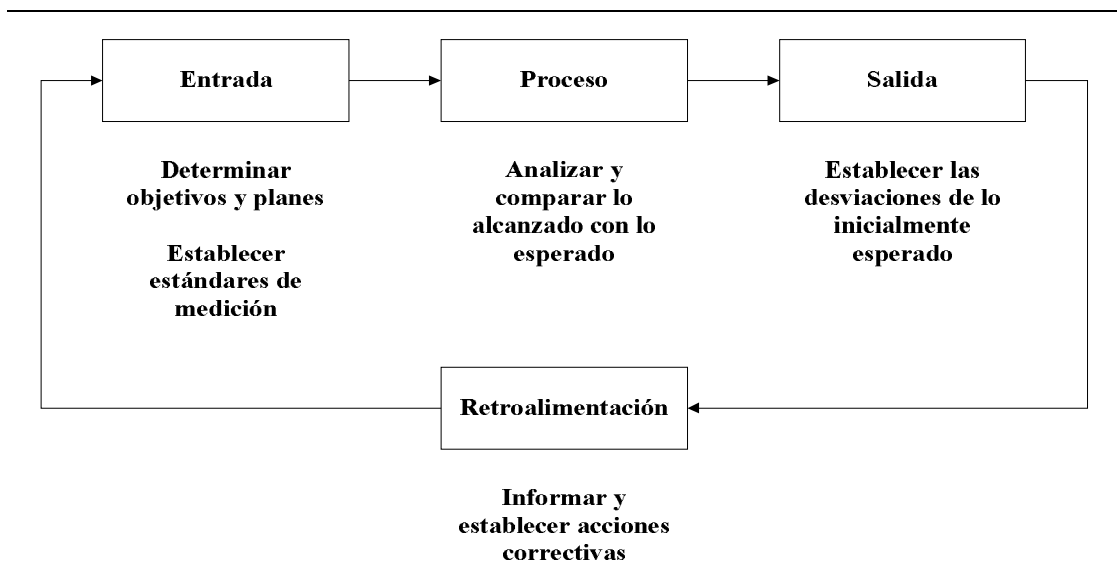 Entrada
Proceso
Salida
Determinar
objetivos y planes
Establecer
estándares de
medición
Analizar y
comparar lo
alcanzado con lo
esperado
Establecer las
desviaciones de lo
inicialmente
esperado
Retroalimentación
Informar y
establecer acciones
correctivas